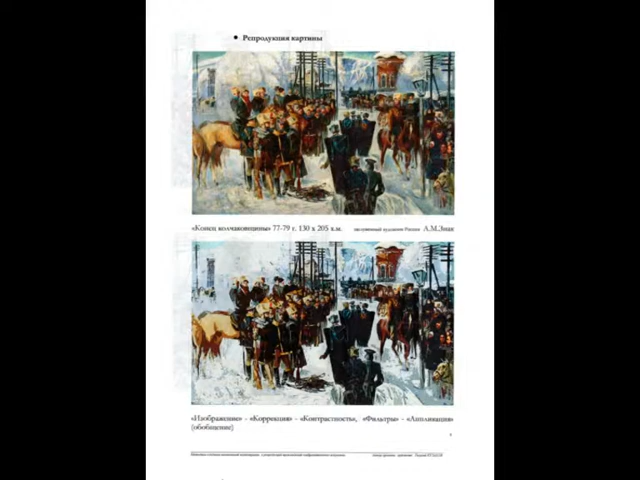 • Репродукция картины
«Конец колчаковщины» 77-79 г. 130 х 205 х.м. заслуженный художник России А.М.Знак
«Изображение» - «Коррекция» - «Контрастность», «Фильтры» - «Аппликация»
(обобщение)